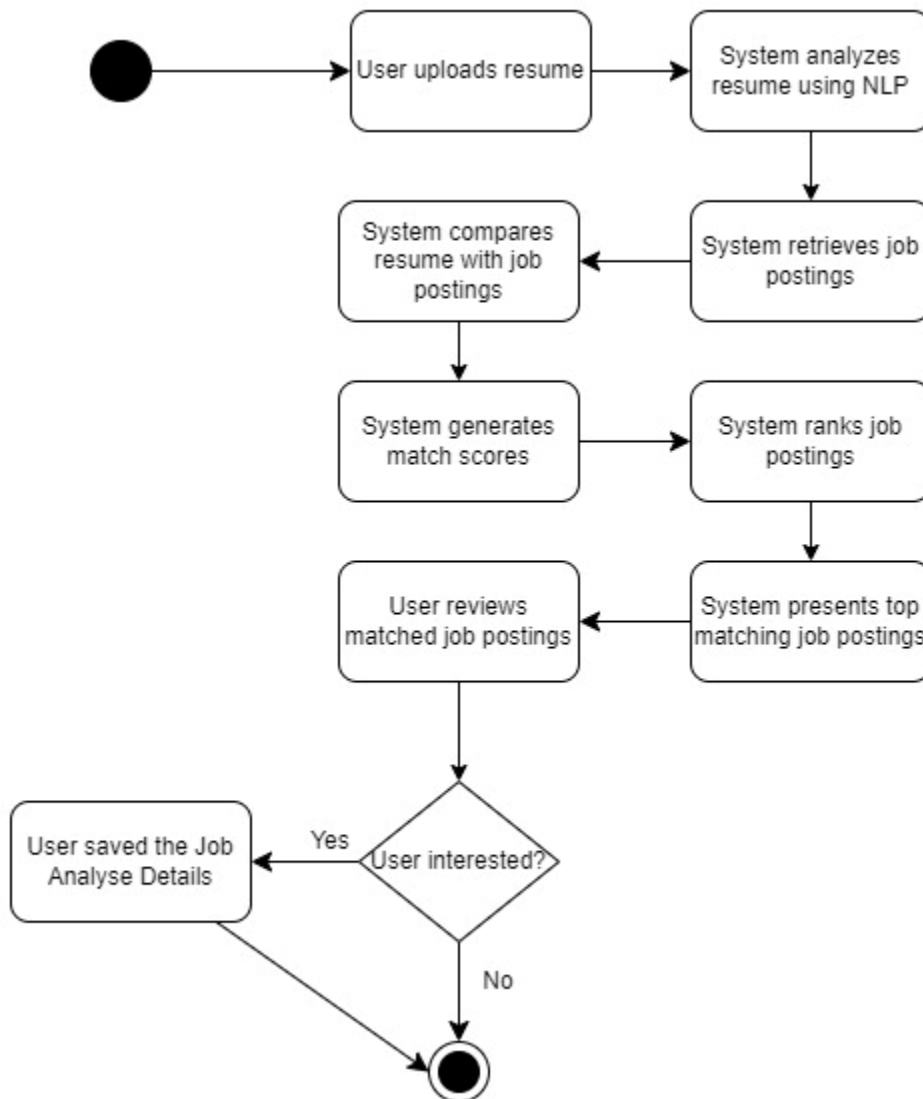 User uploads resume
System analyzes
resume using NLP
System retrieves job
postings
System compares
resume with job
postings
System generates
match scores
System ranks job
postings
System presents top
matching job postings
User reviews
matched job postings
User interested?
Yes
User saved the Job
Analyse Details
No